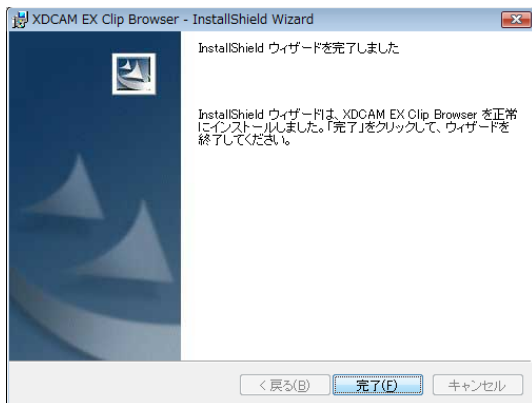 XDCAM EX Clip Browser - InstallShield Wizard
InstallShield ウィザードを完了しました
InstallShield ウィザードは、XDCAM EX Clip Browser を正常
にインストールしました。「完了」をクリックして、ウィザードを
終了してください。
< 戻る(B)
完了(F)
キャンセル